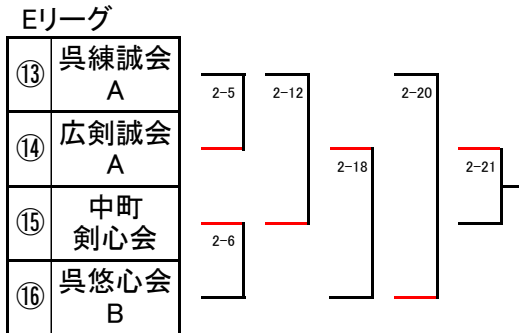 Eリーグ
⑬ 呉練誠会
A
⑭ 広剣誠会
A
⑮ 中町
剣心会
⑯ 呉悠心会
B
2-5
2-12
2-20
2-18
2-21
2-6